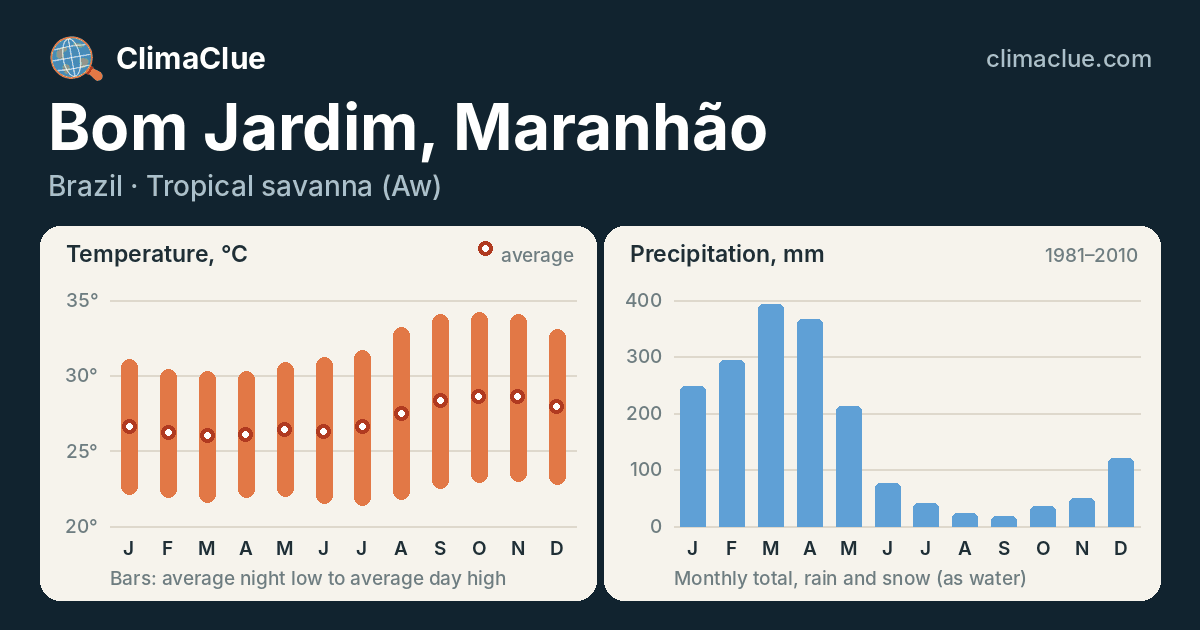 ClimaClue
climaclue.com
Bom Jardim, Maranhão
Brazil · Tropical savanna (Aw)
Temperature, °C
average
35°
30°
25°
20°
J F M A M J J A S O N D
Bars: average night low to average day high
Precipitation, mm
1981–2010
400
300
200
100
0
J F M A M J J A S O N D
Monthly total, rain and snow (as water)